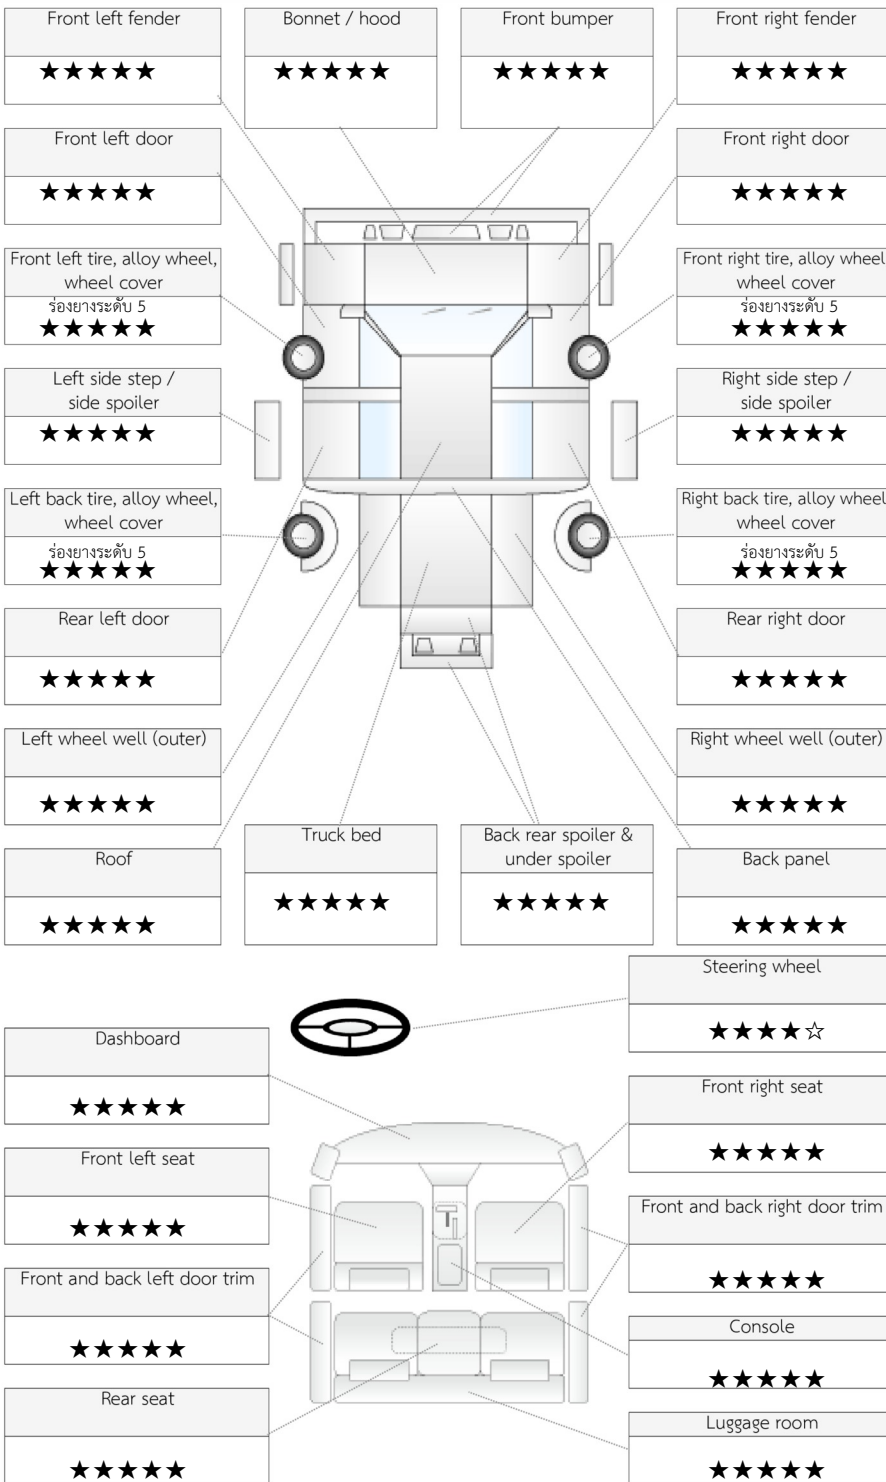 Front left fender
★★★★★
Bonnet / hood
★★★★★
Front bumper
★★★★★
Front right fender
★★★★★
Front left door
★★★★★
Front right door
★★★★★
Front left tire, alloy wheel,
wheel cover
ร่องยางระดับ 5
★★★★★
Front right tire, alloy wheel
wheel cover
ร่องยางระดับ 5
★★★★★
Left side step /
side spoiler
★★★★★
Right side step /
side spoiler
★★★★★
Left back tire, alloy wheel,
wheel cover
ร่องยางระดับ 5
★★★★★
Right back tire, alloy wheel
wheel cover
ร่องยางระดับ 5
★★★★★
Rear left door
★★★★★
Rear right door
★★★★★
Left wheel well (outer)
★★★★★
Right wheel well (outer)
★★★★★
Roof
★★★★★
Truck bed
★★★★★
Back rear spoiler &
under spoiler
★★★★★
Back panel
★★★★★
Steering wheel
★★★★☆
Dashboard
★★★★★
Front right seat
★★★★★
Front left seat
★★★★★
Front and back right door trim
★★★★★
Front and back left door trim
★★★★★
Console
★★★★★
Rear seat
★★★★★
Luggage room
★★★★★